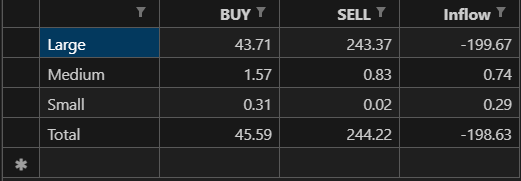 BUY SELL Inflow
Large 43.71 243.37 -199.67
Medium 1.57 0.83 0.74
Small 0.31 0.02 0.29
Total 45.59 244.22 -198.63